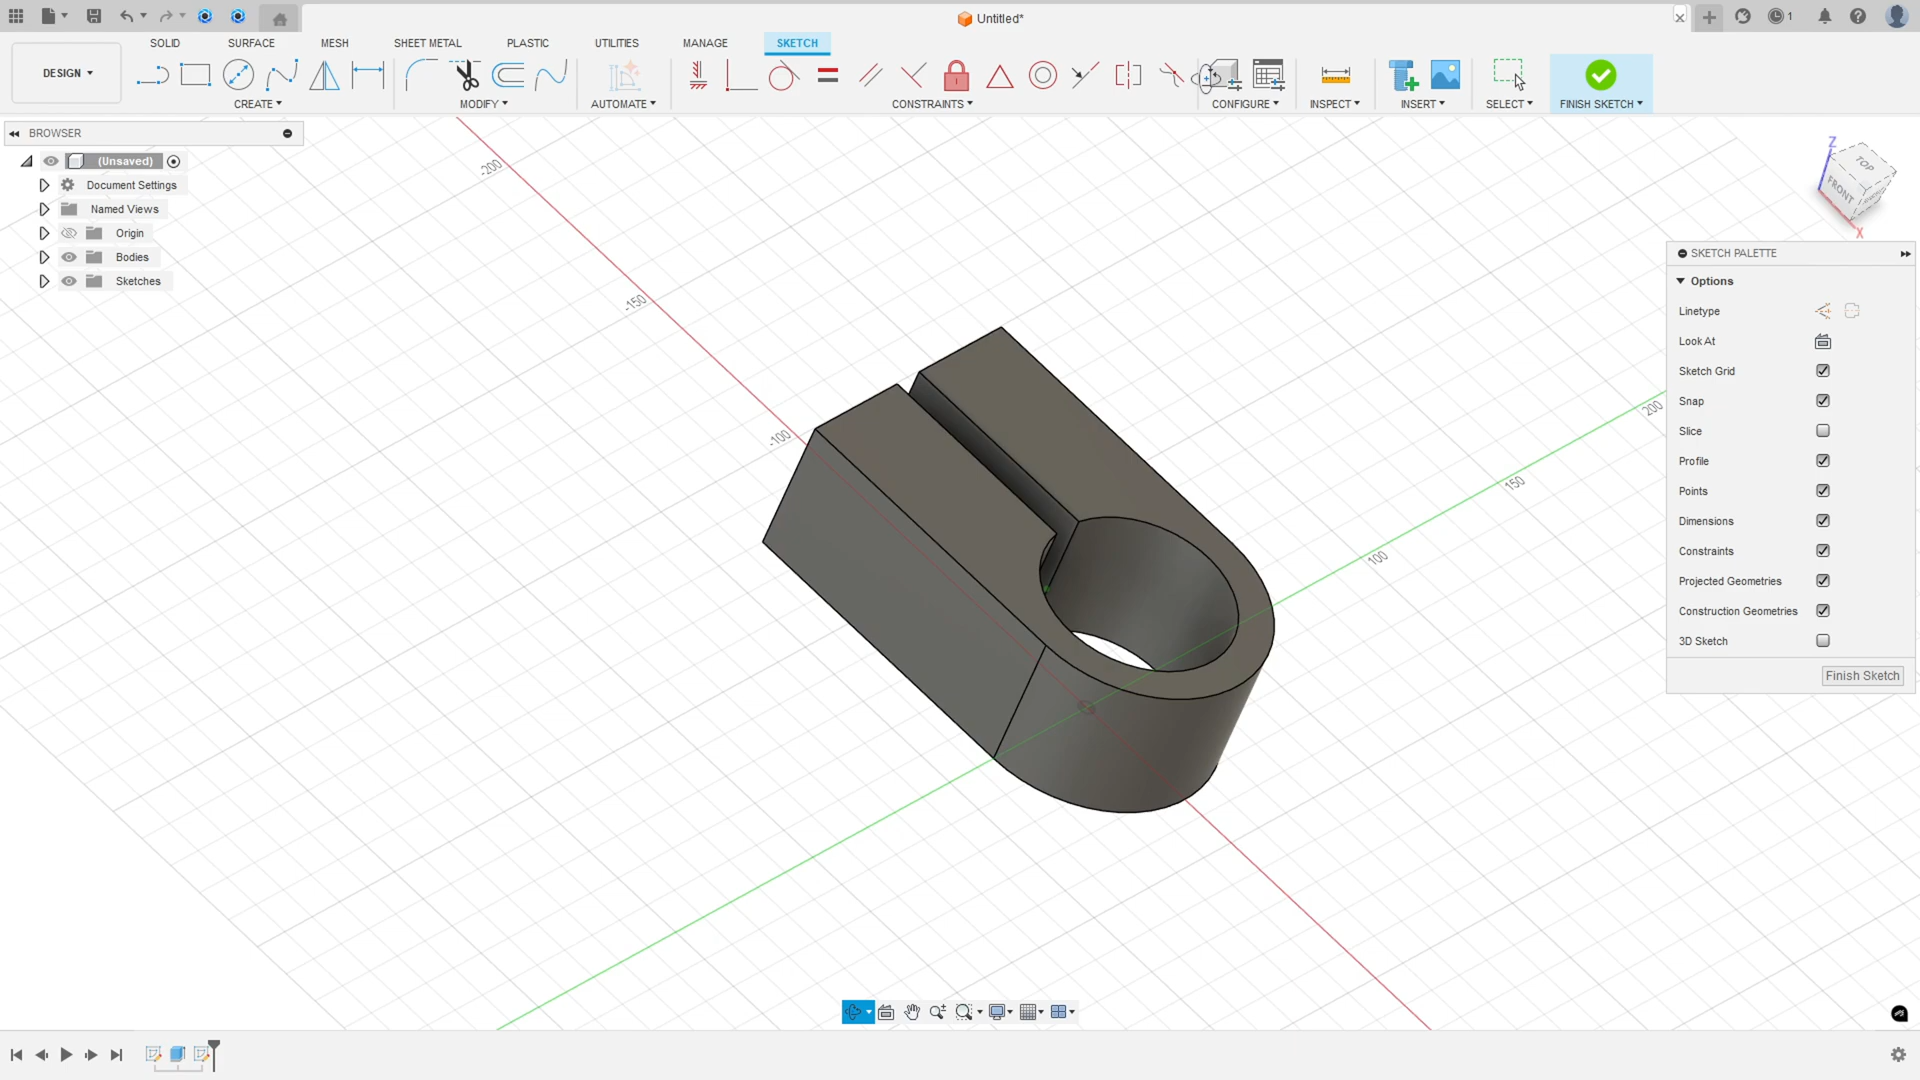 Untitled*
1
SOLID SURFACE MESH SHEET METAL PLASTIC UTILITIES MANAGE SKETCH
DESIGN
CREATE MODIFY AUTOMATE CONSTRAINTS CONFIGURE INSPECT INSERT SELECT FINISH SKETCH
BROWSER
(Unsaved)
Document Settings
Named Views
Origin
Bodies
Sketches
-200
-150
-100
200
150
100
Z
TOP
FRONT
X
SKETCH PALETTE
Options
Linetype
Look At
Sketch Grid
Snap
Slice
Profile
Points
Dimensions
Constraints
Projected Geometries
Construction Geometries
3D Sketch
Finish Sketch